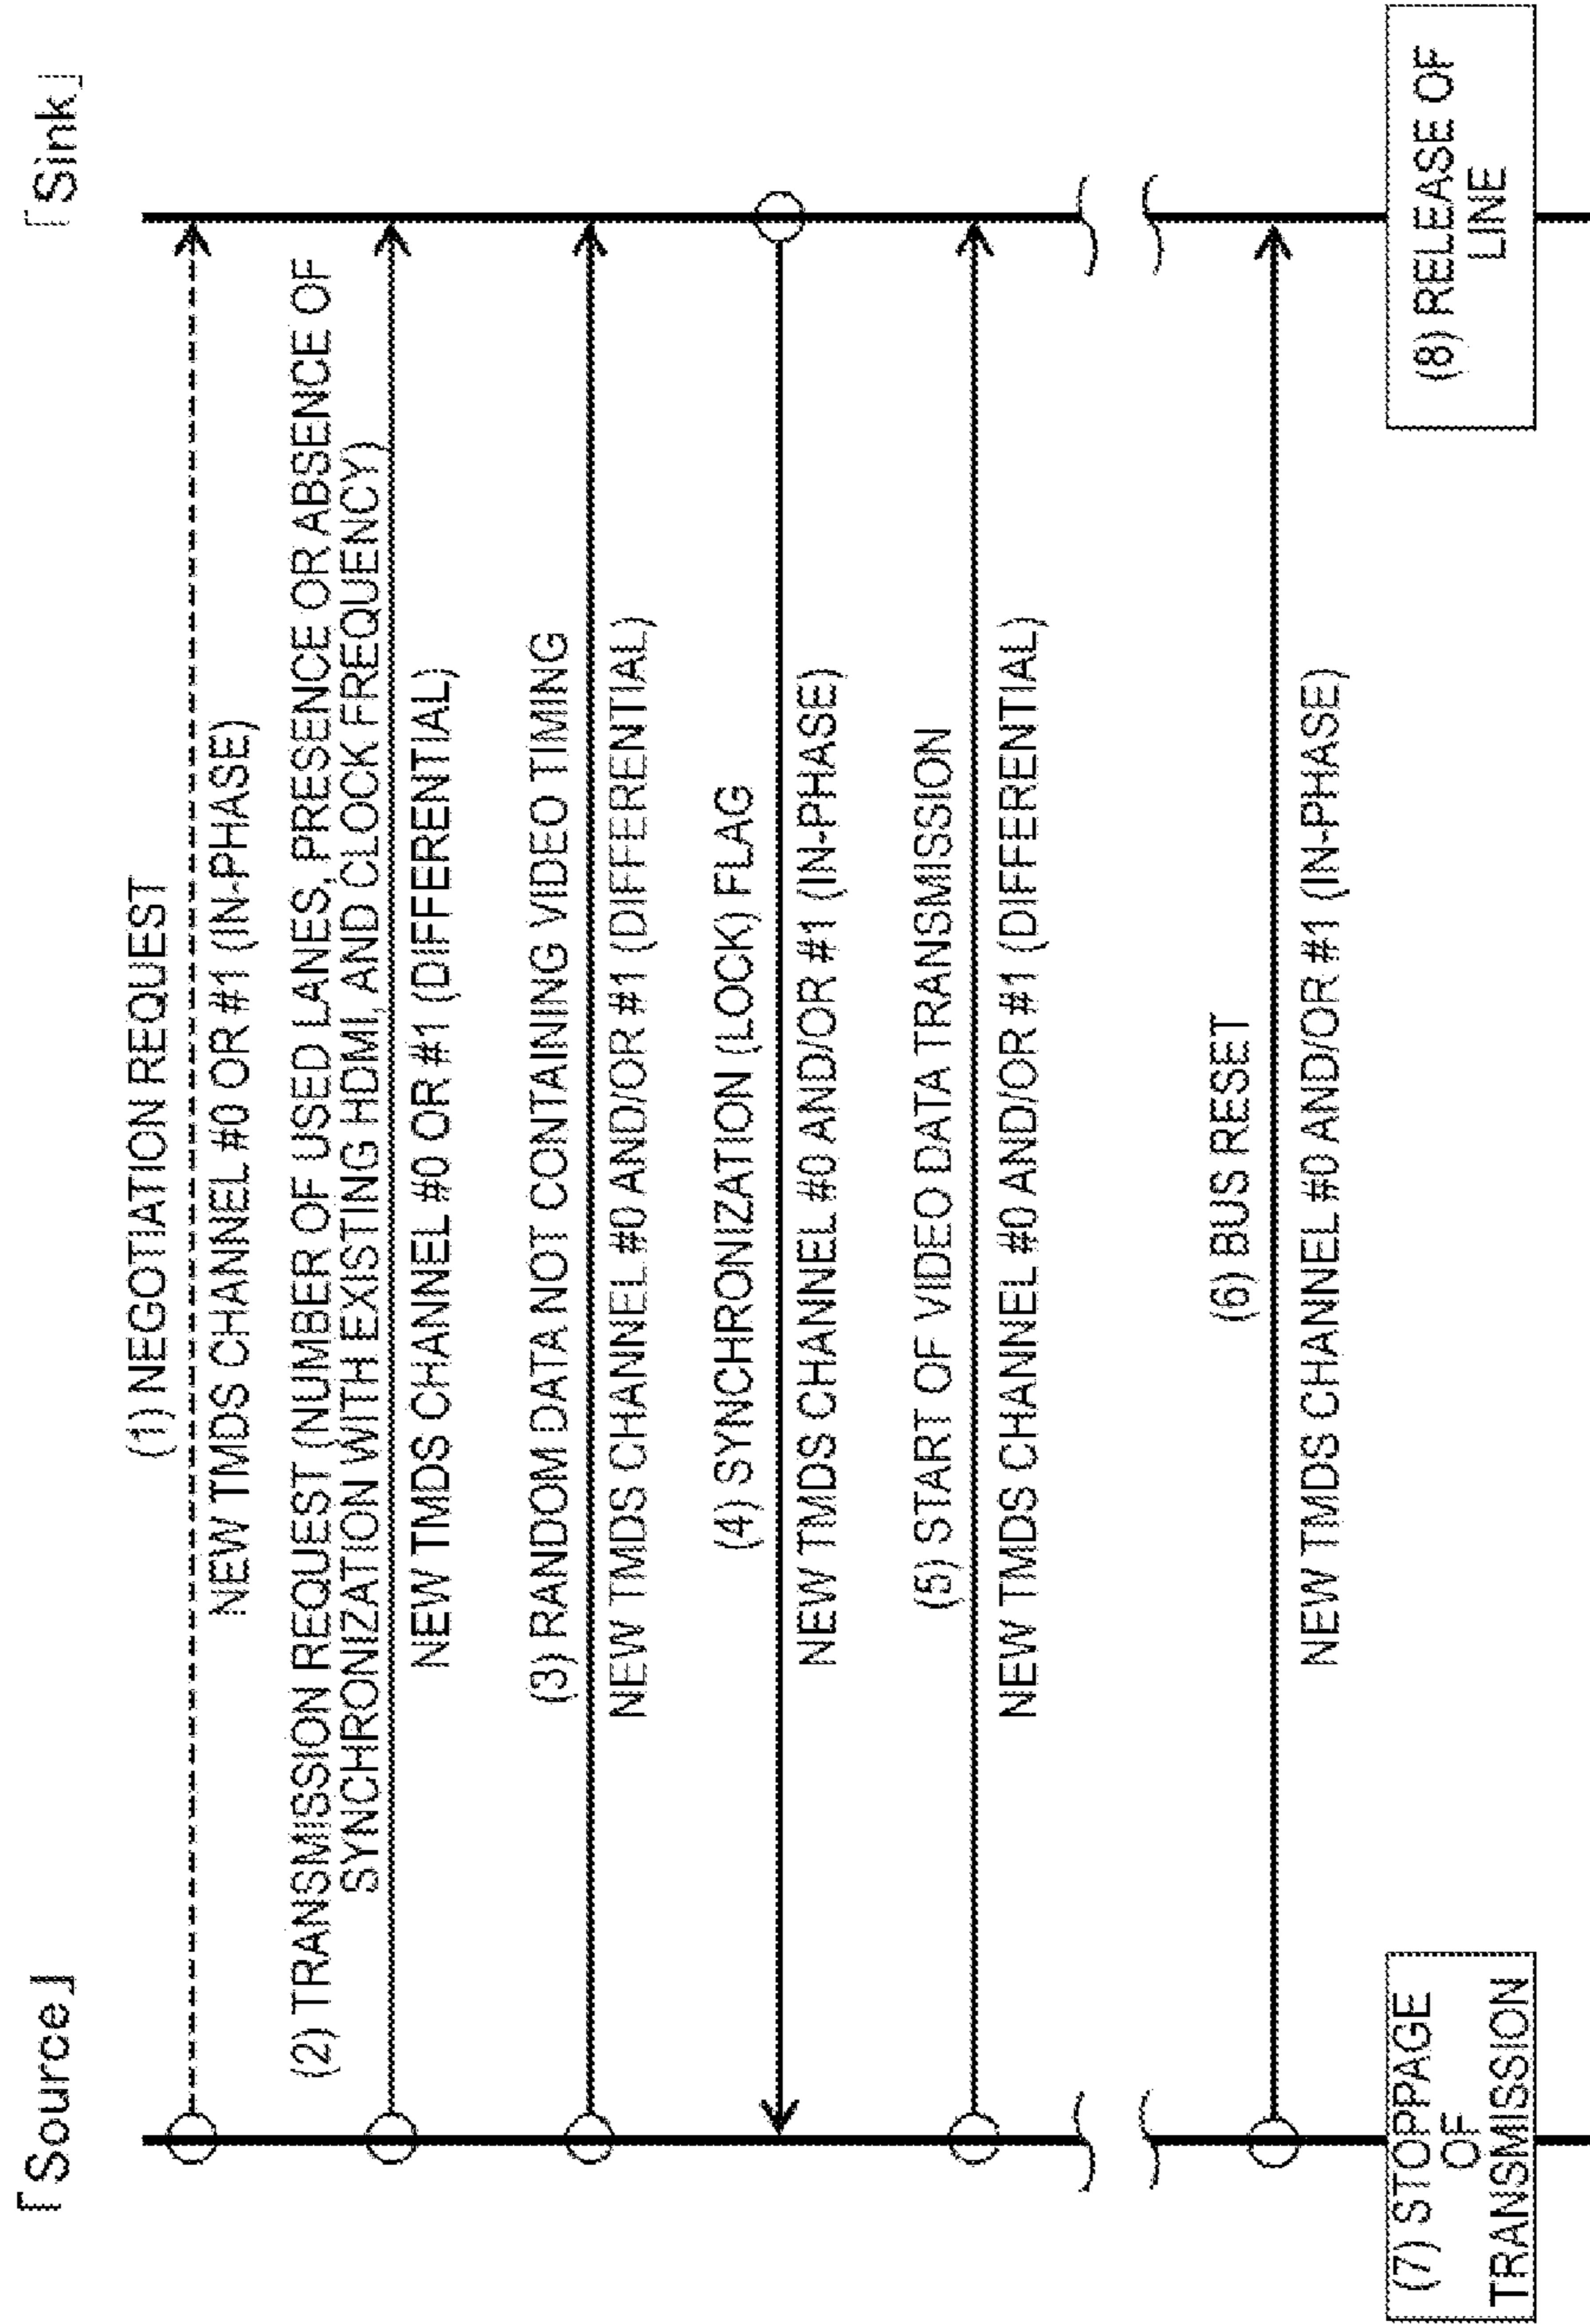 「Source」
「Sink」
(1) NEGOTIATION REQUEST
NEW TMDS CHANNEL #0 OR #1 (IN-PHASE)
(2) TRANSMISSION REQUEST (NUMBER OF USED LANES, PRESENCE OR ABSENCE OF
SYNCHRONIZATION WITH EXISTING HDMI, AND CLOCK FREQUENCY)
NEW TMDS CHANNEL #0 OR #1 (DIFFERENTIAL)
(3) RANDOM DATA NOT CONTAINING VIDEO TIMING
NEW TMDS CHANNEL #0 AND/OR #1 (DIFFERENTIAL)
(4) SYNCHRONIZATION (LOCK) FLAG
NEW TMDS CHANNEL #0 AND/OR #1 (IN-PHASE)
(5) START OF VIDEO DATA TRANSMISSION
NEW TMDS CHANNEL #0 AND/OR #1 (DIFFERENTIAL)
(6) BUS RESET
NEW TMDS CHANNEL #0 AND/OR #1 (IN-PHASE)
(7) STOPPAGE
OF
TRANSMISSION
(8) RELEASE OF
LINE